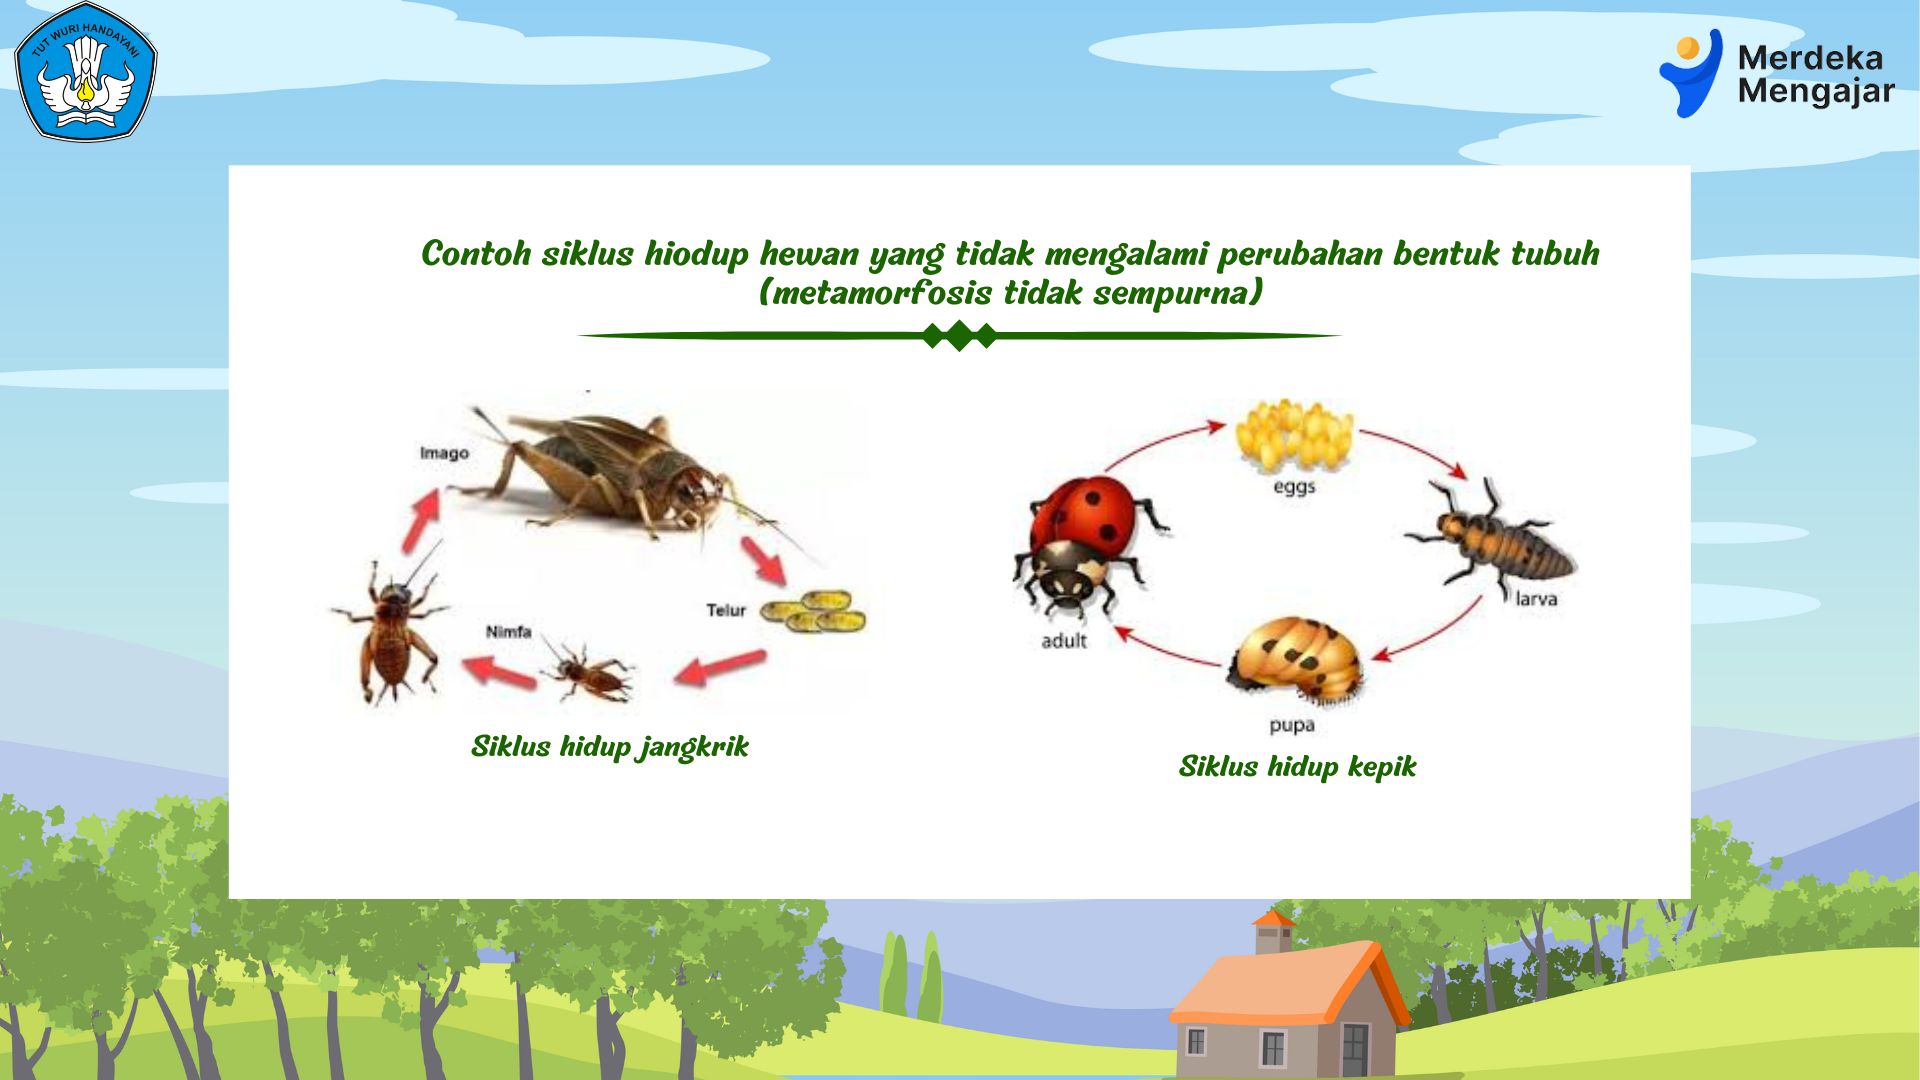 TUT WURI HANDAYANI
Merdeka
Mengajar
Contoh siklus hiodup hewan yang tidak mengalami perubahan bentuk tubuh
(metamorfosis tidak sempurna)
Imago
Telur
Nimfa
Siklus hidup jangkrik
eggs
larva
adult
pupa
Siklus hidup kepik